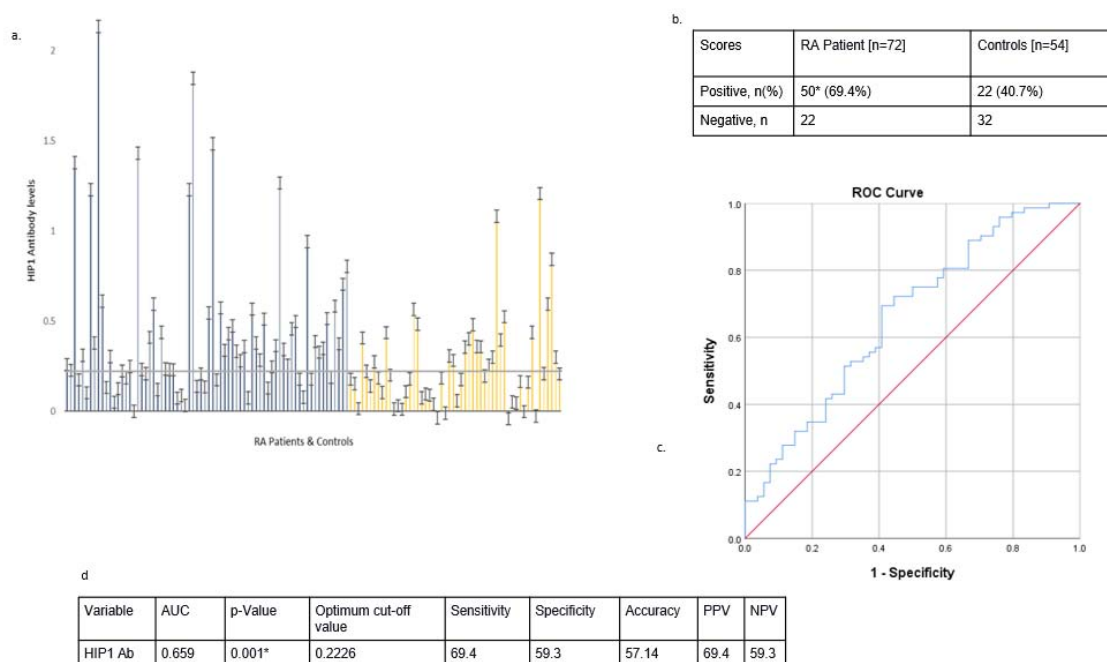 a.
HIP1 Antibody levels
2
1.5
1
0.5
0
RA Patients & Controls
b.
Scores RA Patient [n=72] Controls [n=54]
Positive, n(%) 50* (69.4%) 22 (40.7%)
Negative, n 22 32
c.
ROC Curve
Sensitivity
1.0
0.8
0.6
0.4
0.2
0.0
0.0 0.2 0.4 0.6 0.8 1.0
1 - Specificity
d
Variable AUC p-Value Optimum cut-off value Sensitivity Specificity Accuracy PPV NPV
HIP1 Ab 0.659 0.001* 0.2226 69.4 59.3 57.14 69.4 59.3